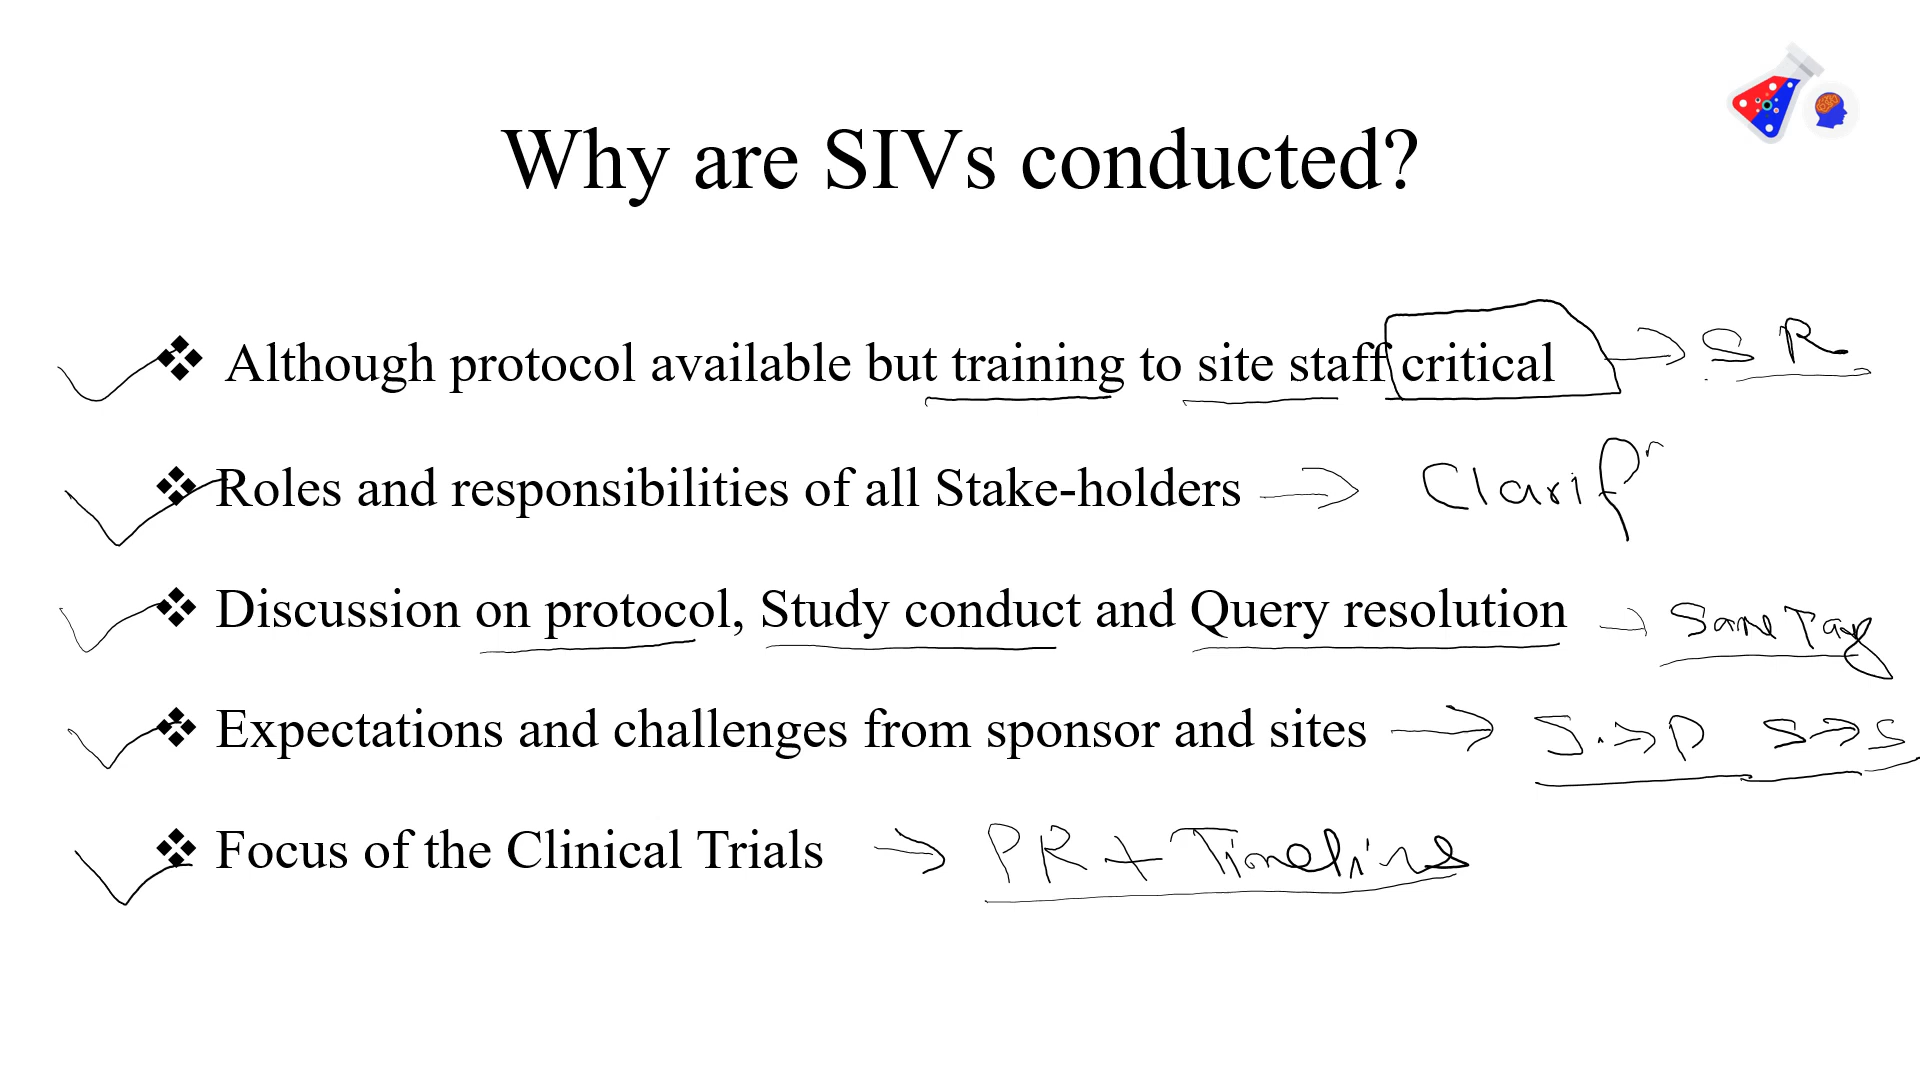 Why are SIVs conducted?
❖ Although protocol available but training to site staff critical → S R
❖ Roles and responsibilities of all Stake-holders → Clarif
❖ Discussion on protocol, Study conduct and Query resolution → Same Pay
❖ Expectations and challenges from sponsor and sites → S.→P S→S
❖ Focus of the Clinical Trials → PR + Timeline